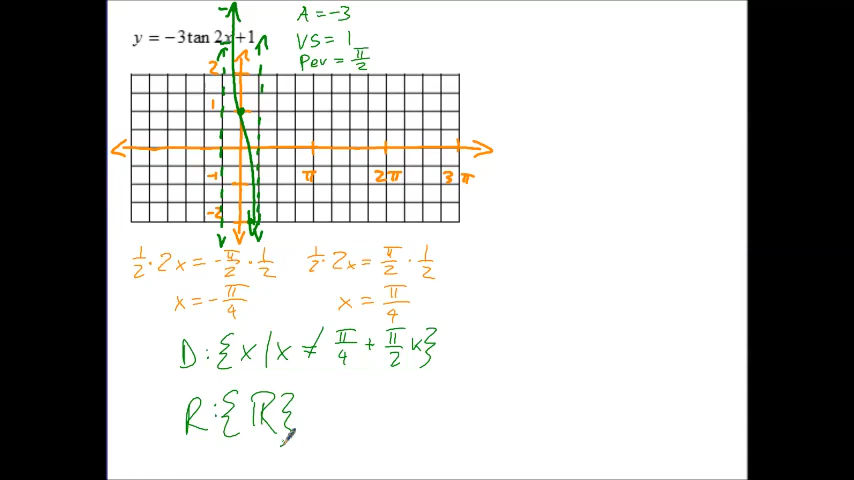 A = -3
y = -3tan 2x+1
VS = 1
Per = π/2
2
1
-1
-2
π 2π 3π
1/2 · 2x = -π/2 · 1/2
1/2 · 2x = π/2 · 1/2
x = -π/4
x = π/4
D:{x/x ≠ π/4 + π/2 k}
R:{ℝ}